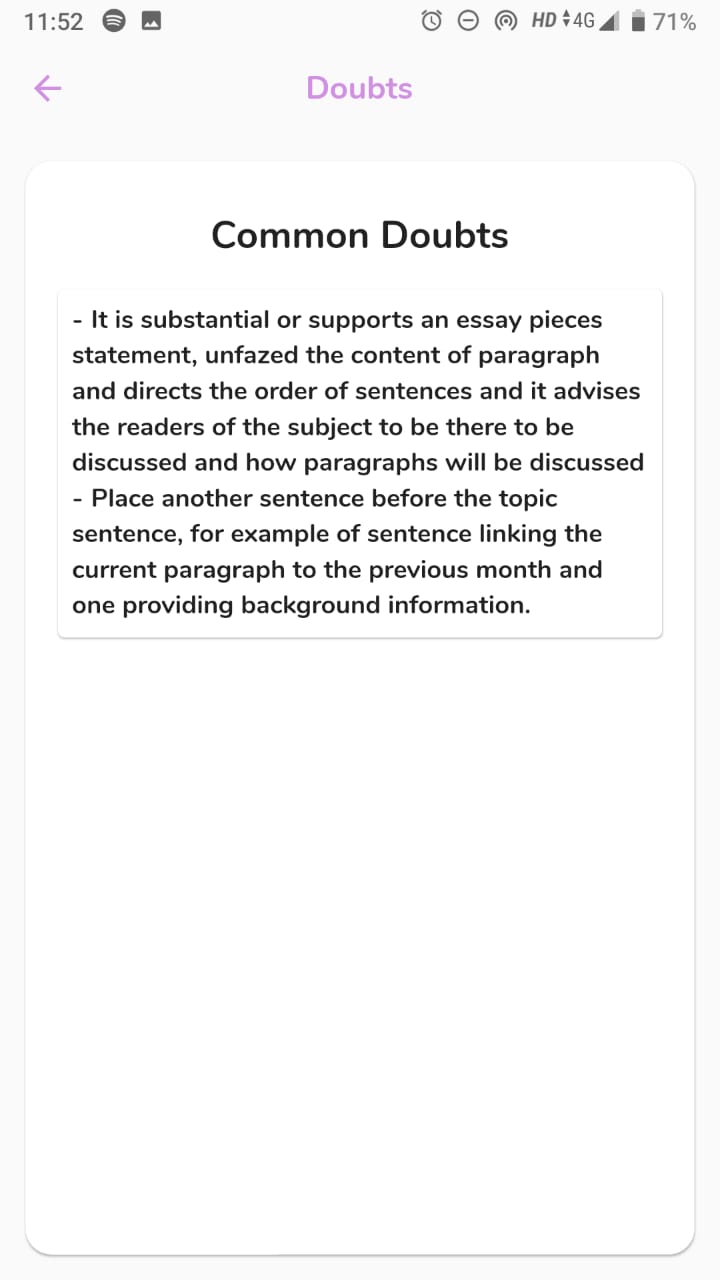 11:52 HD 4G 71%
Doubts
Common Doubts
- It is substantial or supports an essay pieces
statement, unfazed the content of paragraph
and directs the order of sentences and it advises
the readers of the subject to be there to be
discussed and how paragraphs will be discussed
- Place another sentence before the topic
sentence, for example of sentence linking the
current paragraph to the previous month and
one providing background information.